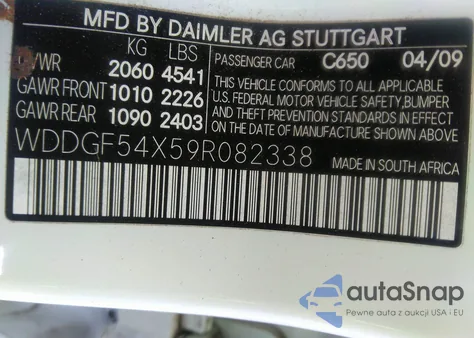 MFD BY DAIMLER AG STUTTGART
KG LBS PASSENGER CAR C650 04/09
GVWR 2060 4541
GAWR FRONT 1010 2226
GAWR REAR 1090 2403
THIS VEHICLE CONFORMS TO ALL APPLICABLE
U.S. FEDERAL MOTOR VEHICLE SAFETY, BUMPER
AND THEFT PREVENTION STANDARDS IN EFFECT
ON THE DATE OF MANUFACTURE SHOWN ABOVE
WDDGF54X59R082338
MADE IN SOUTH AFRICA
autaSnap
Pewne auta z aukcji USA i EU